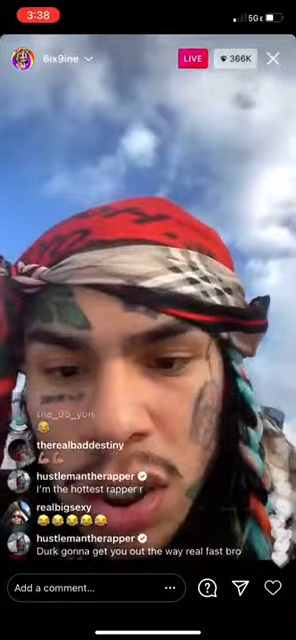 3:38
5GE
6ix9ine
LIVE
366K
the_95_yon
😂
therealbaddestiny
💪🏽💪🏽
hustlemantherapper
I'm the hottest rapper r
realbigsexy
😂😂😂😂😂
hustlemantherapper
Durk gonna get you out the way real fast bro
Add a comment...